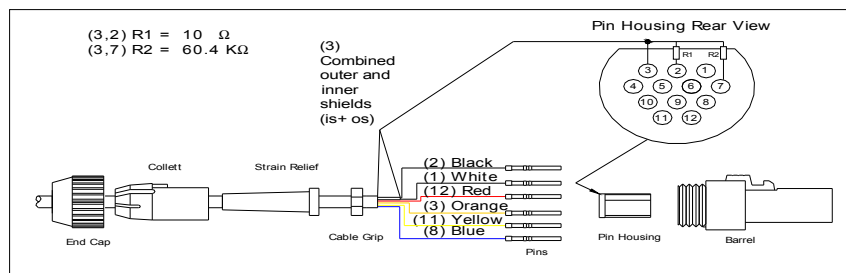 (3,2) R1 = 10 Ω
(3,7) R2 = 60.4 KΩ
(3)
Combined
outer and
inner
shields
(is+ os)
Pin Housing Rear View
R1 R2
3 2 1
4 5 6 7
10 9 8
11 12
Collett
Strain Relief
(2) Black
(1) White
(12) Red
(3) Orange
(11) Yellow
(8) Blue
End Cap
Cable Grip
Pins
Pin Housing
Barrel